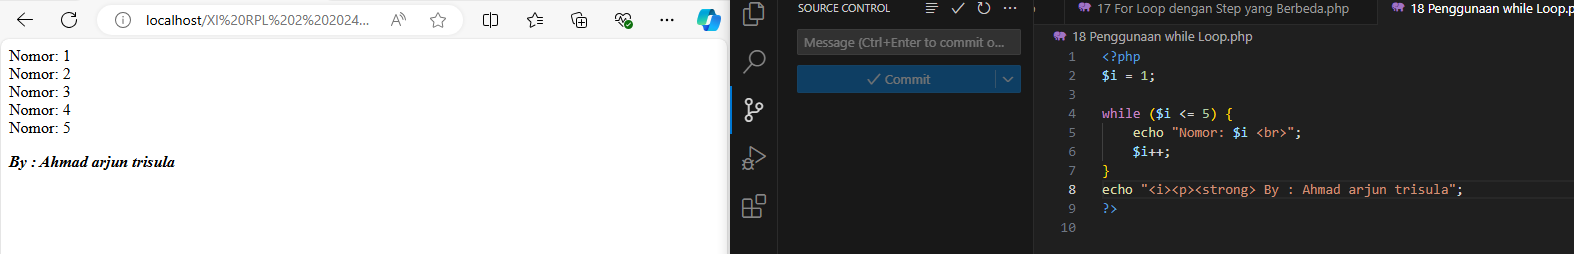 localhost/XI%20RPL%202%202024...
Nomor: 1
Nomor: 2
Nomor: 3
Nomor: 4
Nomor: 5
By : Ahmad arjun trisula
SOURCE CONTROL
Message (Ctrl+Enter to commit o...
Commit
17 For Loop dengan Step yang Berbeda.php
18 Penggunaan while Loop.p
18 Penggunaan while Loop.php
1 <?php
2 $i = 1;
3
4 while ($i <= 5) {
5 echo "Nomor: $i <br>";
6 $i++;
7 }
8 echo "<i><p><strong> By : Ahmad arjun trisula";
9 ?>
10